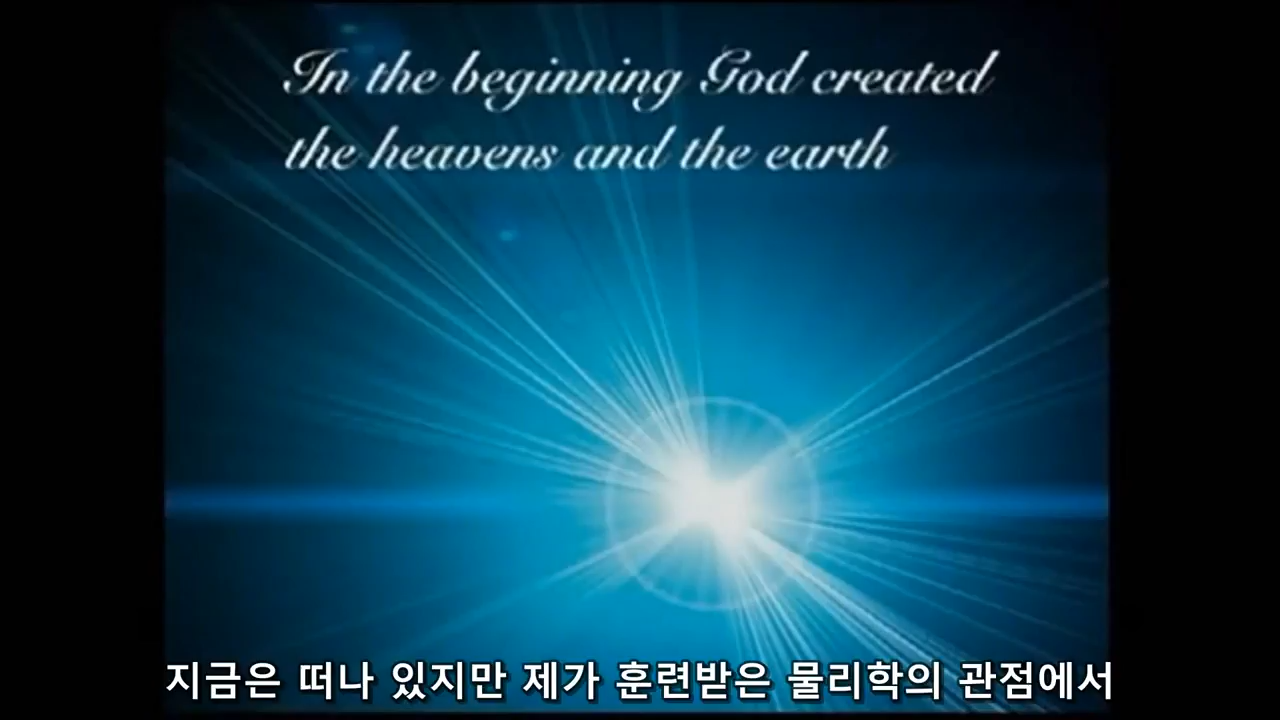 In the beginning God created
the heavens and the earth
지금은 떠나 있지만 제가 훈련받은 물리학의 관점에서